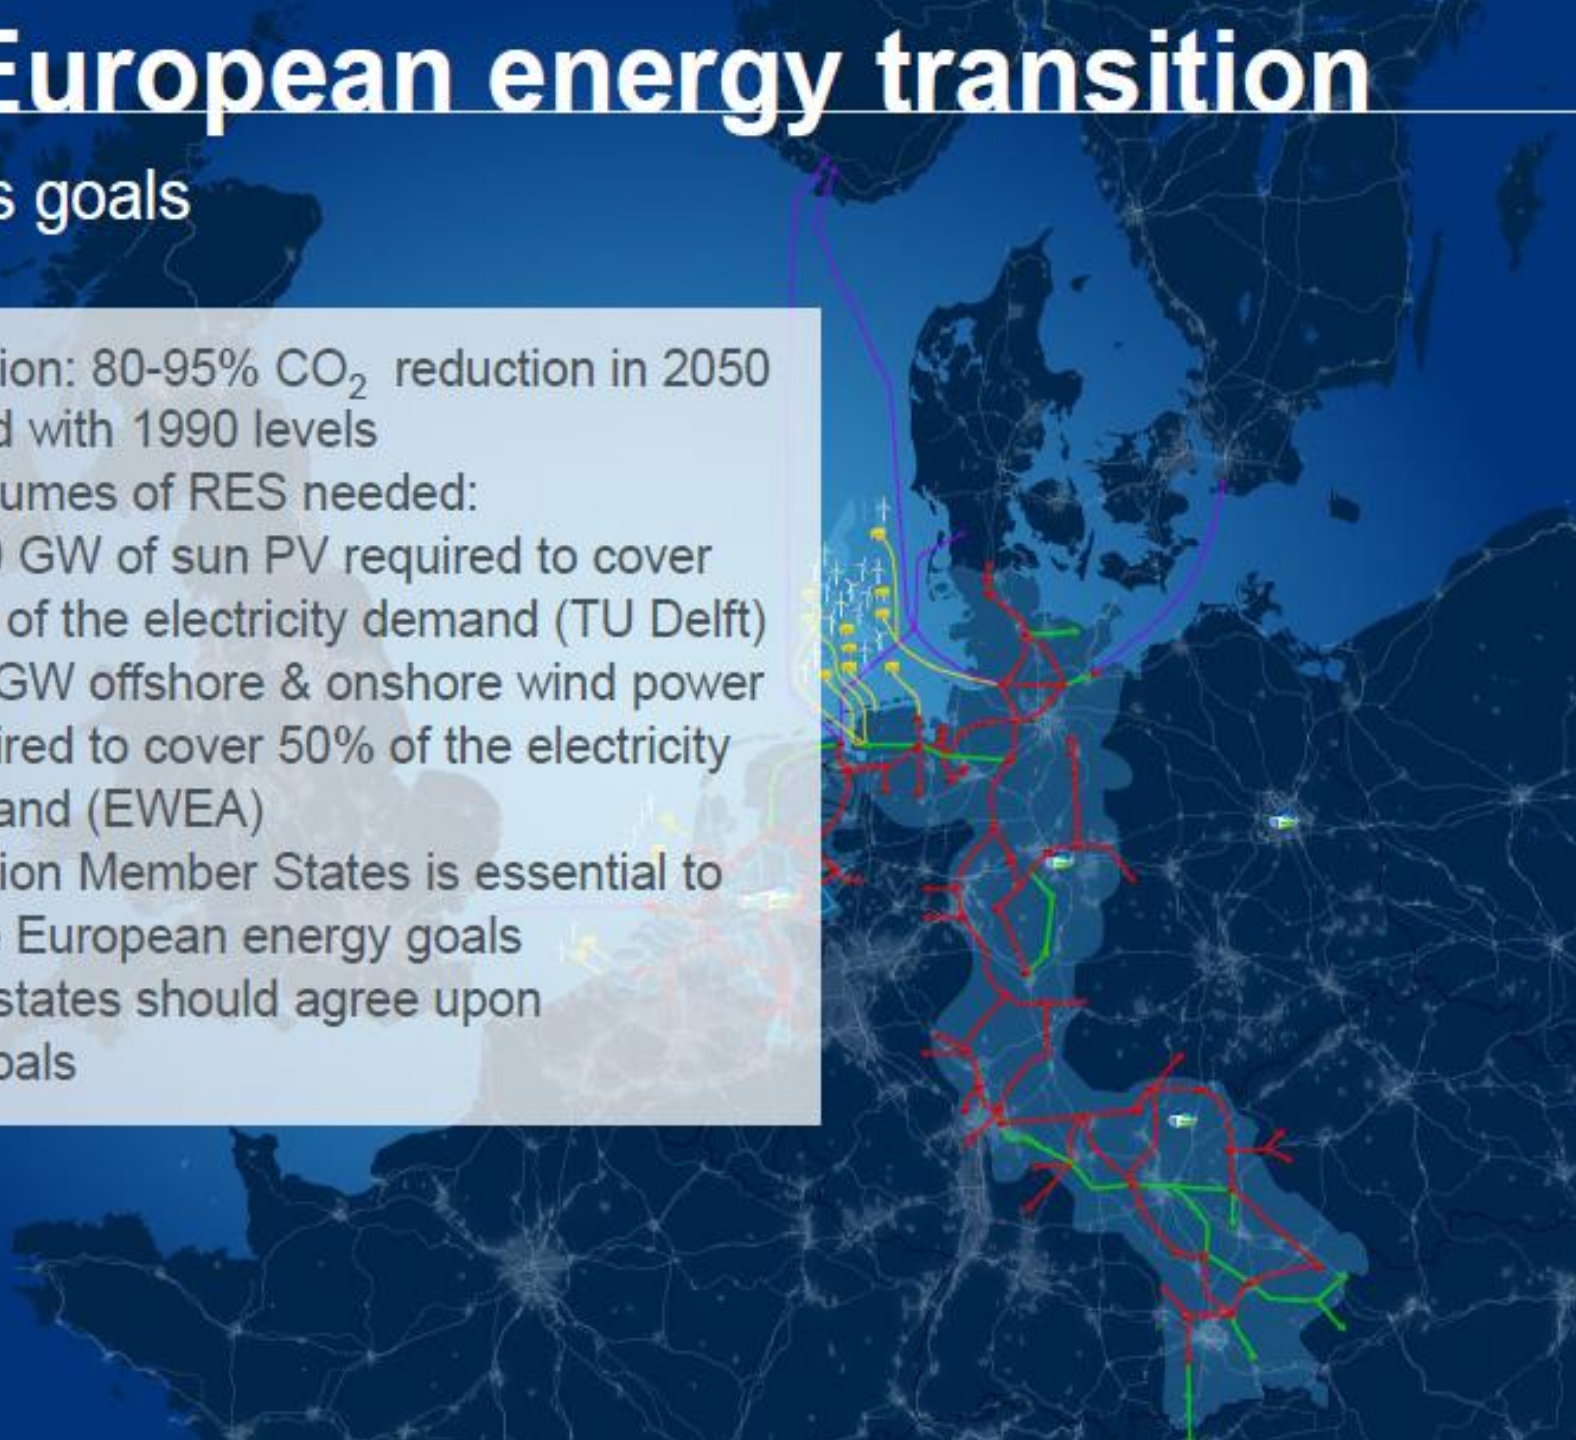 European energy transition
s goals
ion: 80-95% CO₂ reduction in 2050
d with 1990 levels
umes of RES needed:
GW of sun PV required to cover
of the electricity demand (TU Delft)
GW offshore & onshore wind power
ired to cover 50% of the electricity
and (EWEA)
ion Member States is essential to
European energy goals
states should agree upon
oals